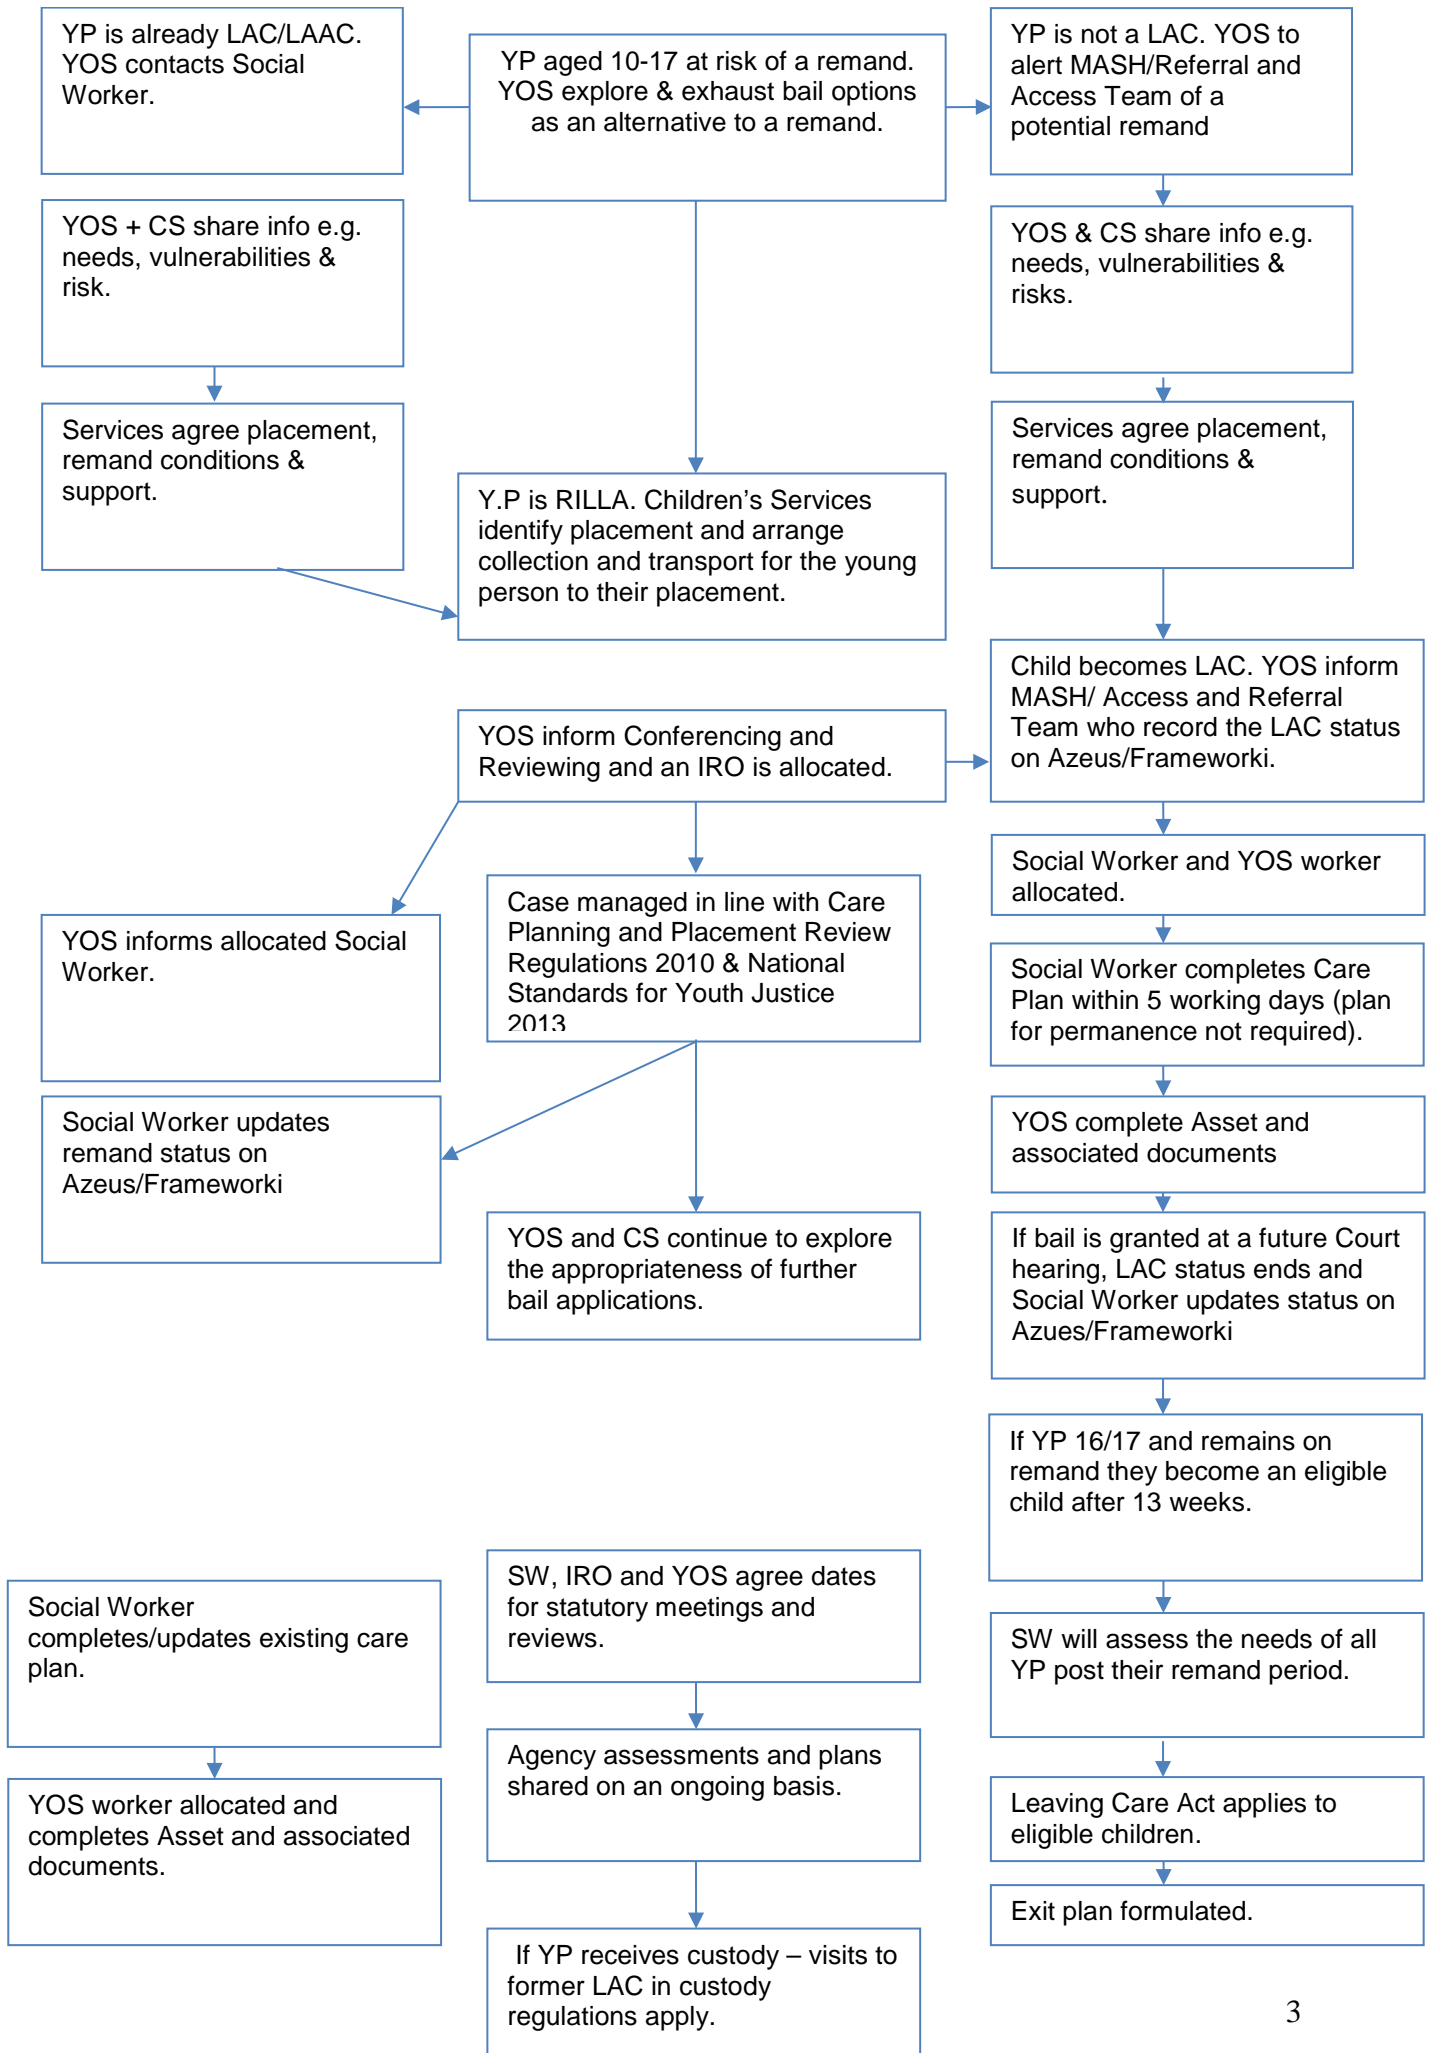 YP is already LAC/LAAC.
YOS contacts Social
Worker.
YP aged 10-17 at risk of a remand.
YOS explore & exhaust bail options
as an alternative to a remand.
YP is not a LAC. YOS to
alert MASH/Referral and
Access Team of a
potential remand
YOS + CS share info e.g.
needs, vulnerabilities &
risk.
YOS & CS share info e.g.
needs, vulnerabilities &
risks.
Services agree placement,
remand conditions &
support.
Services agree placement,
remand conditions &
support.
Y.P is RILLA. Children’s Services
identify placement and arrange
collection and transport for the young
person to their placement.
Child becomes LAC. YOS inform
MASH/ Access and Referral
Team who record the LAC status
on Azeus/Frameworki.
YOS inform Conferencing and
Reviewing and an IRO is allocated.
Social Worker and YOS worker
allocated.
Case managed in line with Care
Planning and Placement Review
Regulations 2010 & National
Standards for Youth Justice
2013
YOS informs allocated Social
Worker.
Social Worker completes Care
Plan within 5 working days (plan
for permanence not required).
Social Worker updates
remand status on
Azeus/Frameworki
YOS complete Asset and
associated documents
YOS and CS continue to explore
the appropriateness of further
bail applications.
If bail is granted at a future Court
hearing, LAC status ends and
Social Worker updates status on
Azues/Frameworki
If YP 16/17 and remains on
remand they become an eligible
child after 13 weeks.
SW, IRO and YOS agree dates
for statutory meetings and
reviews.
Social Worker
completes/updates existing care
plan.
SW will assess the needs of all
YP post their remand period.
Agency assessments and plans
shared on an ongoing basis.
YOS worker allocated and
completes Asset and associated
documents.
Leaving Care Act applies to
eligible children.
Exit plan formulated.
If YP receives custody – visits to
former LAC in custody
regulations apply.
3